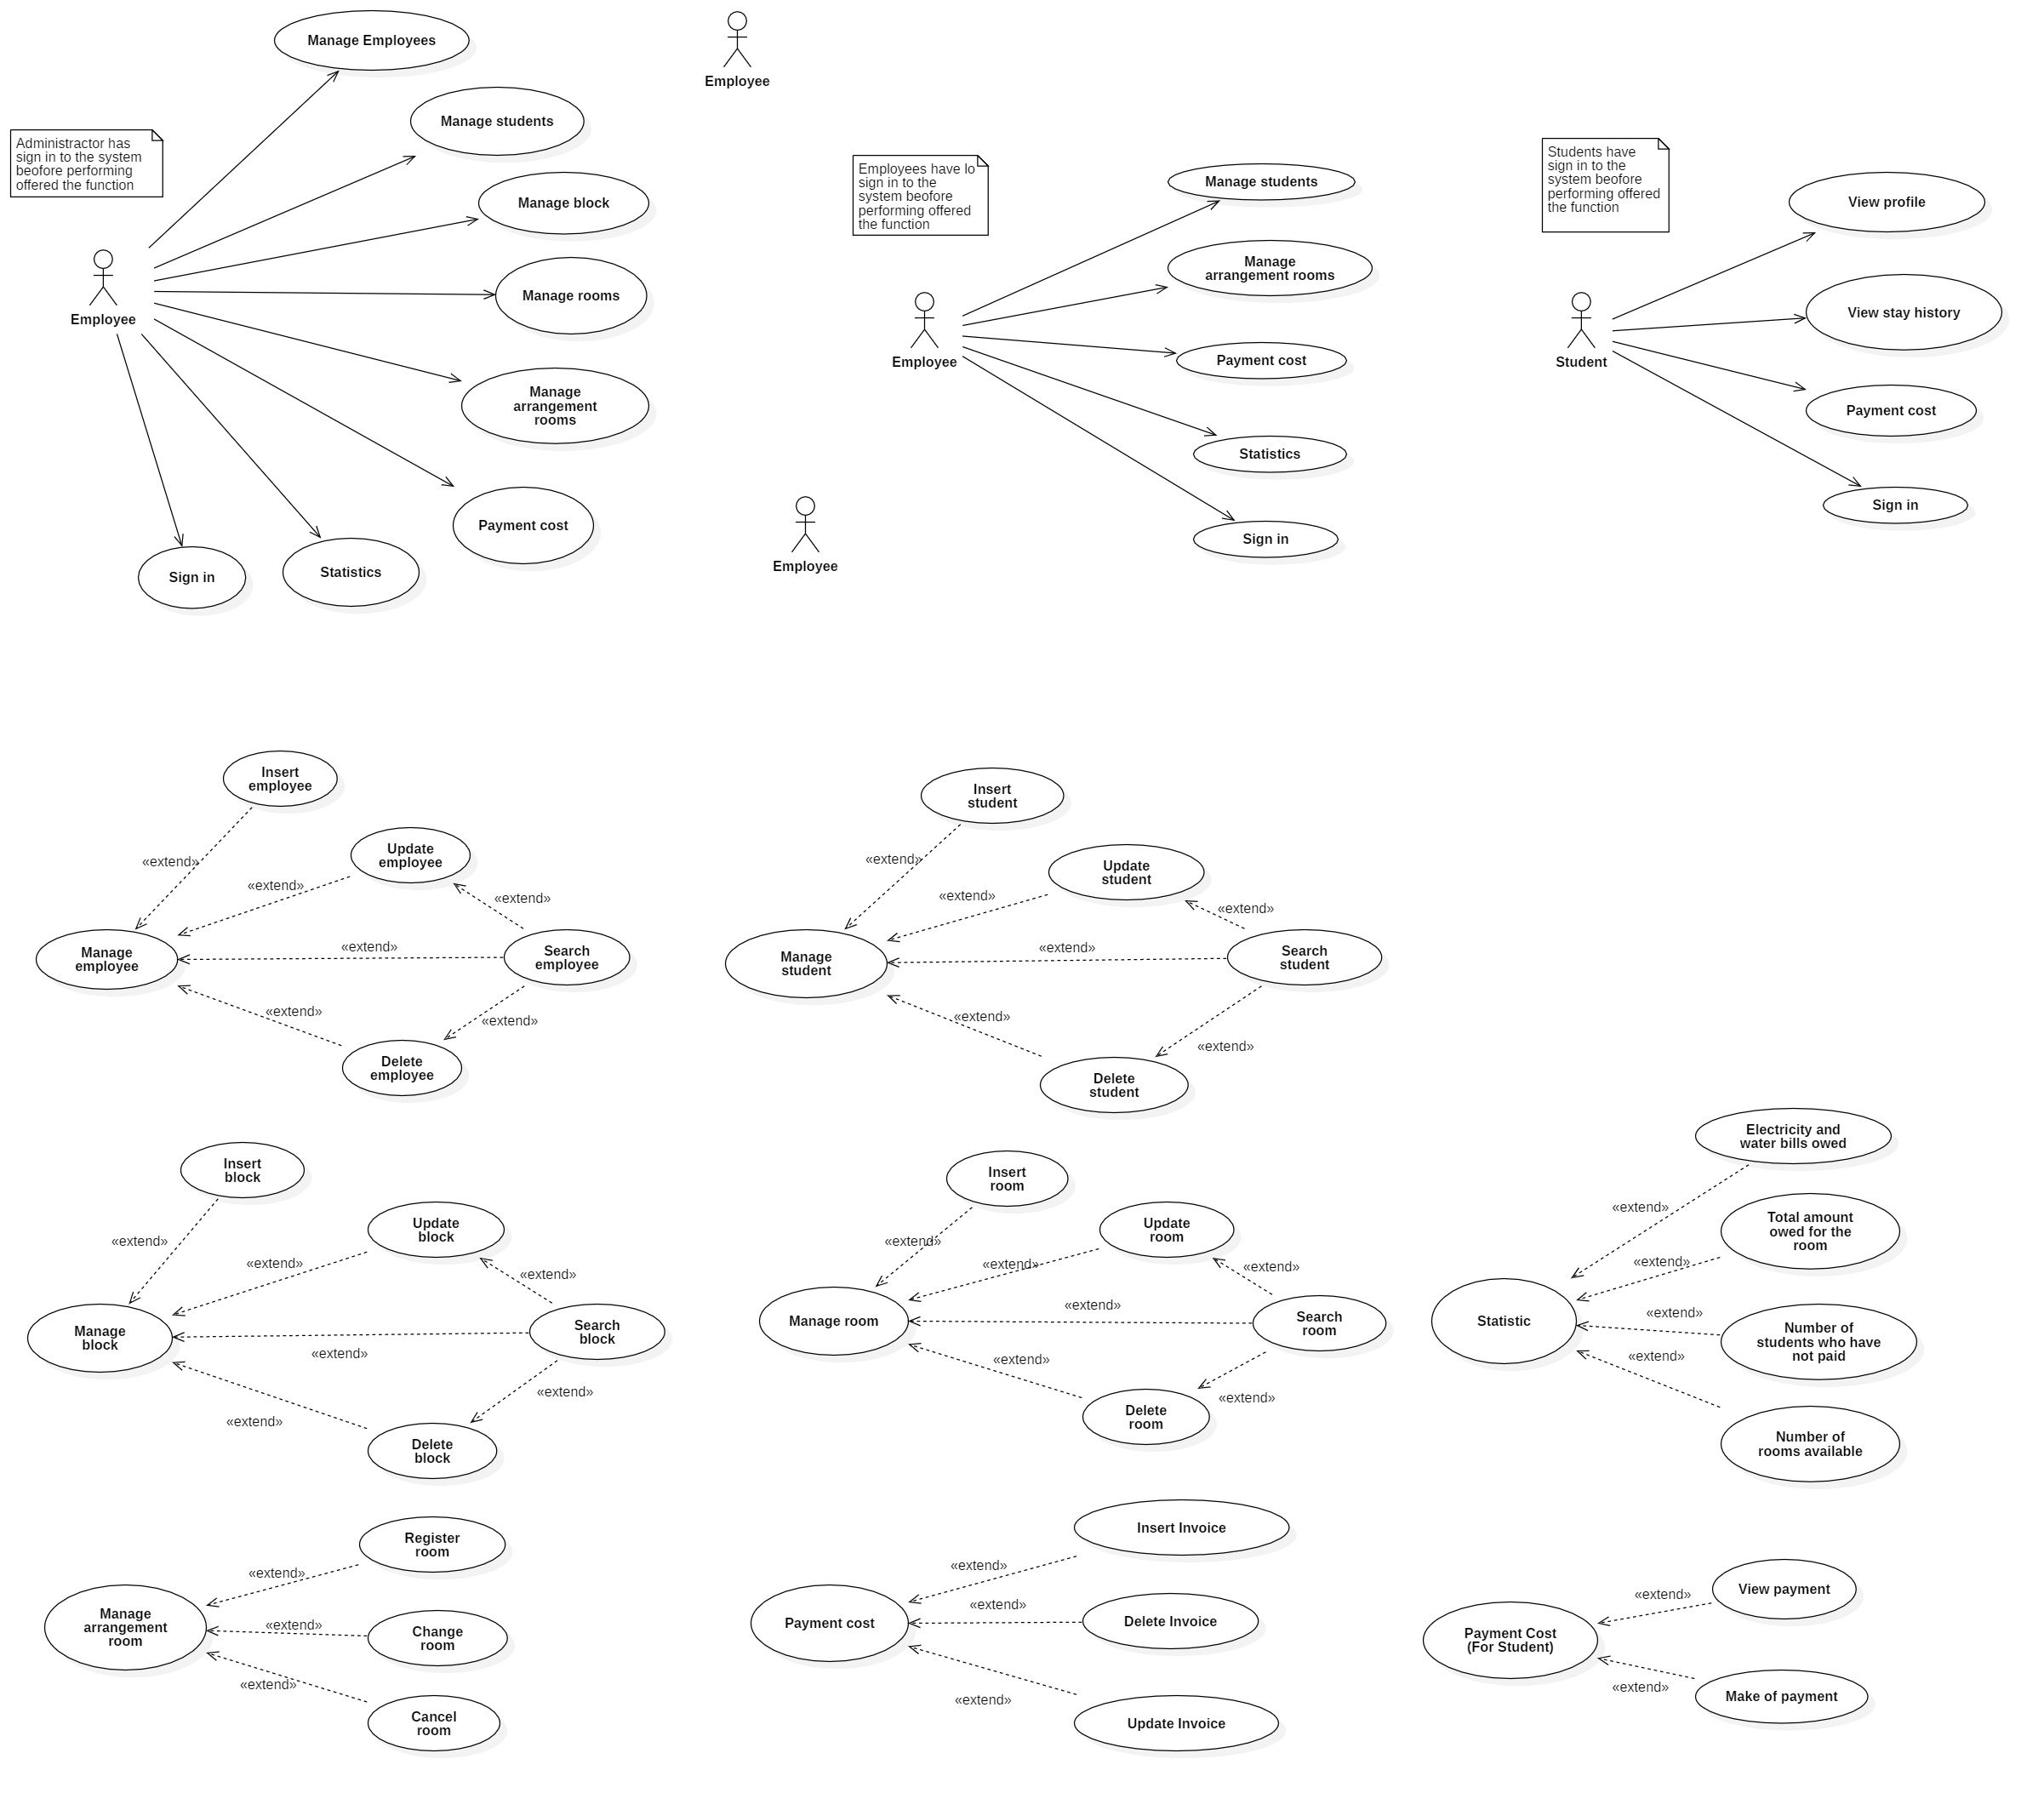 Manage Employees
Manage students
Manage block
Manage rooms
Manage
arrangement
rooms
Payment cost
Statistics
Sign in
Administractor has
sign in to the system
beofore performing
offered the function
Employee
Employee
Employees have lo
sign in to the
system beofore
performing offered
the function
Employee
Manage students
Manage
arrangement rooms
Payment cost
Statistics
Sign in
Employee
Students have
sign in to the
system beofore
performing offered
the function
Student
View profile
View stay history
Payment cost
Sign in
Insert
employee
«extend»
Update
employee
«extend»
«extend»
Manage
employee
«extend»
Search
employee
«extend»
«extend»
Delete
employee
Insert
student
«extend»
Update
student
«extend»
«extend»
Manage
student
«extend»
Search
student
«extend»
«extend»
Delete
student
Insert
block
«extend»
Update
block
«extend»
«extend»
Manage
block
«extend»
Search
block
«extend»
«extend»
Delete
block
Insert
room
«extend»
Update
room
«extend»
«extend»
Manage room
«extend»
Search
room
«extend»
«extend»
Delete
room
Electricity and
water bills owed
«extend»
Total amount
owed for the
room
«extend»
Statistic
«extend»
Number of
students who have
not paid
«extend»
Number of
rooms available
Register
room
«extend»
Manage
arrangement
room
«extend»
Change
room
«extend»
Cancel
room
Insert Invoice
«extend»
Payment cost
«extend»
Delete Invoice
«extend»
Update Invoice
View payment
«extend»
Payment Cost
(For Student)
«extend»
Make of payment